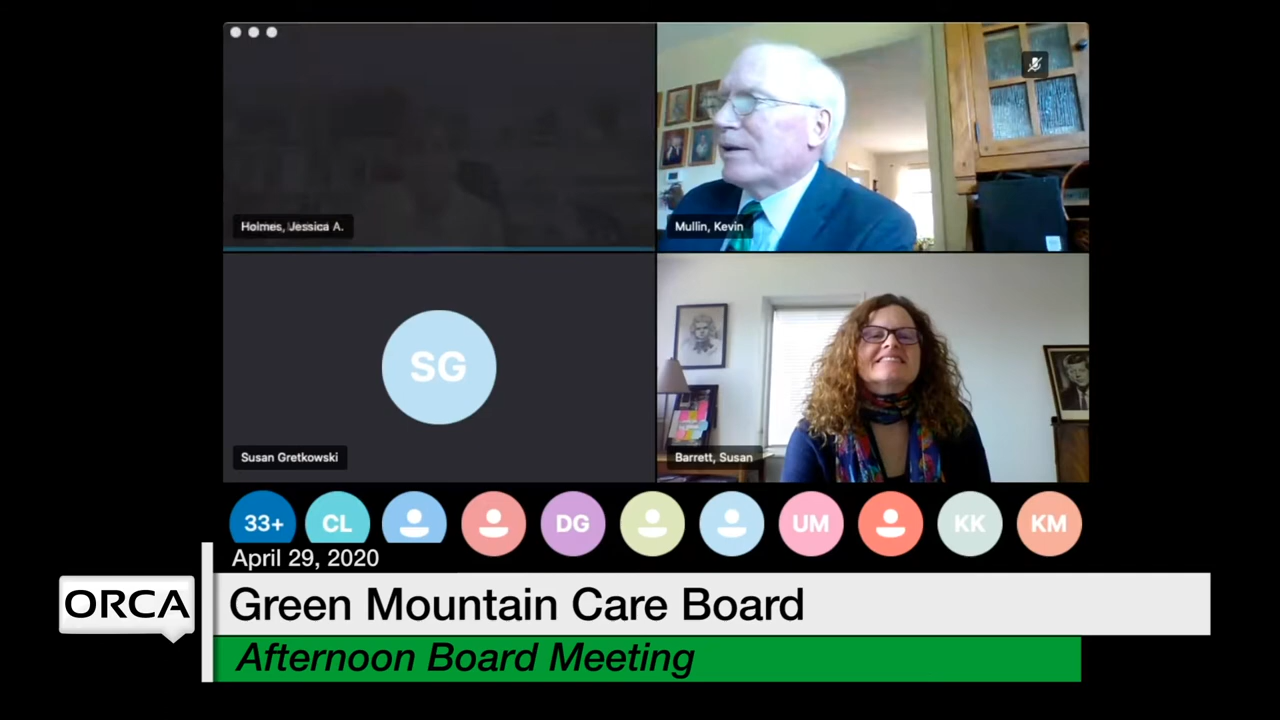 Holmes, Jessica A.
Mullin, Kevin
SG
Susan Gretkowski
Barrett, Susan
33+
CL
DG
UM
KK
KM
April 29, 2020
ORCA
Green Mountain Care Board
Afternoon Board Meeting